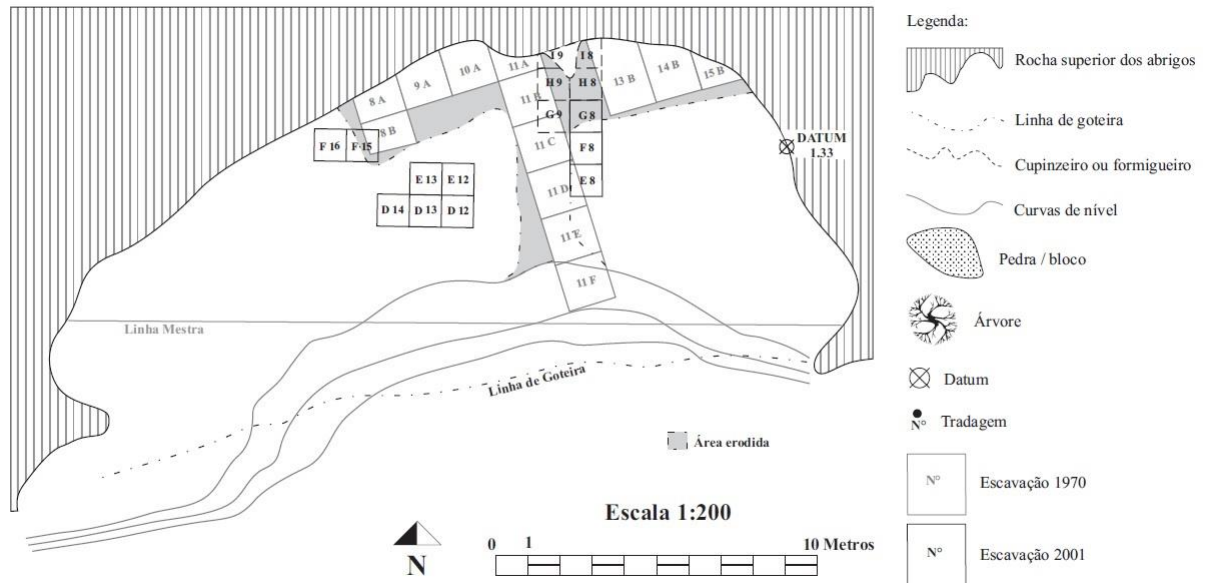 11 A
I 9
I 8
10 A
9 A
8 A
11 B
H 9
H 8
13 B
14 B
15 B
8 B
G 9
G 8
F 16
F 15
11 C
F 8
DATUM
1.33
E 13
E 12
11 D
E 8
D 14
D 13
D 12
11 E
11 F
Linha Mestra
Linha de Goteira
Área erodida
Escala 1:200
N
0
1
10 Metros
Legenda:
Rocha superior dos abrigos
Linha de goteira
Cupinzeiro ou formigueiro
Curvas de nível
Pedra / bloco
Árvore
Datum
N° Tradagem
N° Escavação 1970
N° Escavação 2001